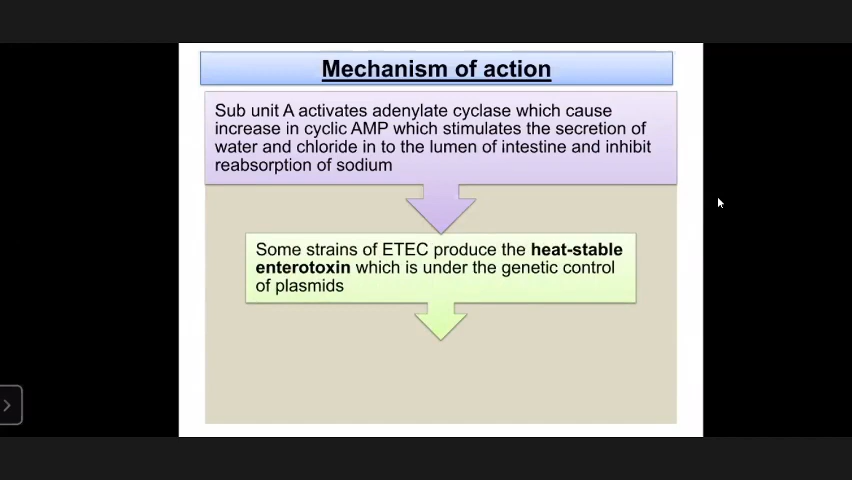 Mechanism of action
Sub unit A activates adenylate cyclase which cause
increase in cyclic AMP which stimulates the secretion of
water and chloride in to the lumen of intestine and inhibit
reabsorption of sodium
Some strains of ETEC produce the heat-stable
enterotoxin which is under the genetic control
of plasmids